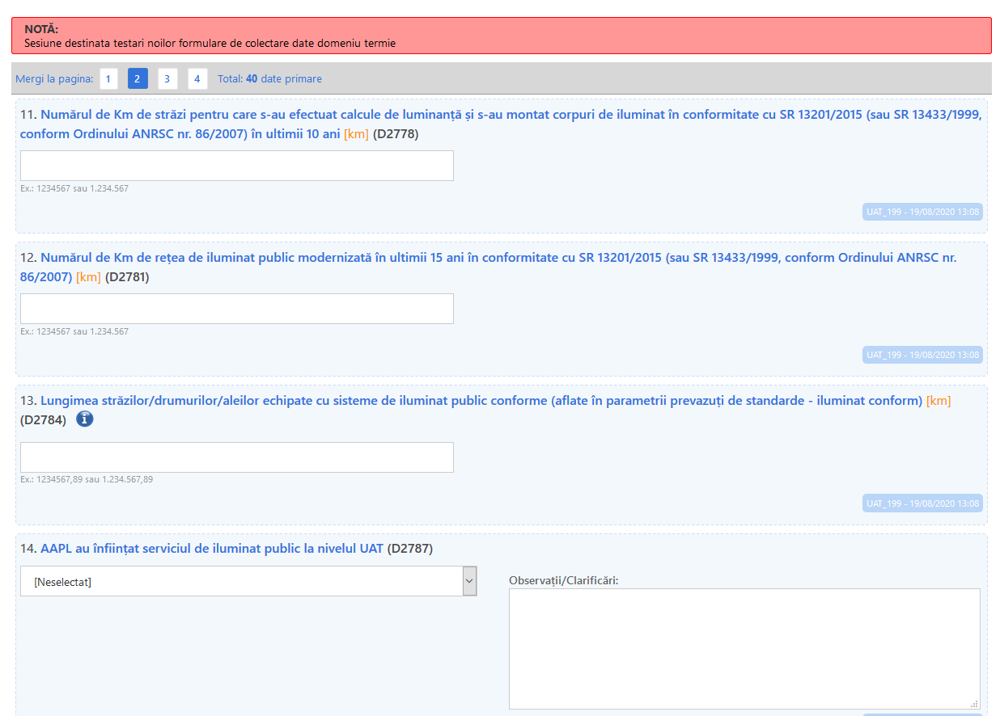 NOTĂ:
Sesiune destinata testari noilor formulare de colectare date domeniu termie
Mergi la pagina: 1 2 3 4 Total: 40 date primare
11. Numărul de Km de străzi pentru care s-au efectuat calcule de luminanță și s-au montat corpuri de iluminat în conformitate cu SR 13201/2015 (sau SR 13433/1999,
conform Ordinului ANRSC nr. 86/2007) în ultimii 10 ani [km] (D2778)
Ex.: 1234567 sau 1.234.567
UAT_199 - 19/08/2020 13:08
12. Numărul de Km de rețea de iluminat public modernizată în ultimii 15 ani în conformitate cu SR 13201/2015 (sau SR 13433/1999, conform Ordinului ANRSC nr.
86/2007) [km] (D2781)
Ex.: 1234567 sau 1.234.567
UAT_199 - 19/08/2020 13:08
13. Lungimea străzilor/drumurilor/aleilor echipate cu sisteme de iluminat public conforme (aflate în parametrii prevazuți de standarde - iluminat conform) [km]
(D2784)
Ex.: 1234567,89 sau 1.234.567,89
UAT_199 - 19/08/2020 13:08
14. AAPL au înființat serviciul de iluminat public la nivelul UAT (D2787)
[Neselectat]
Observații/Clarificări: